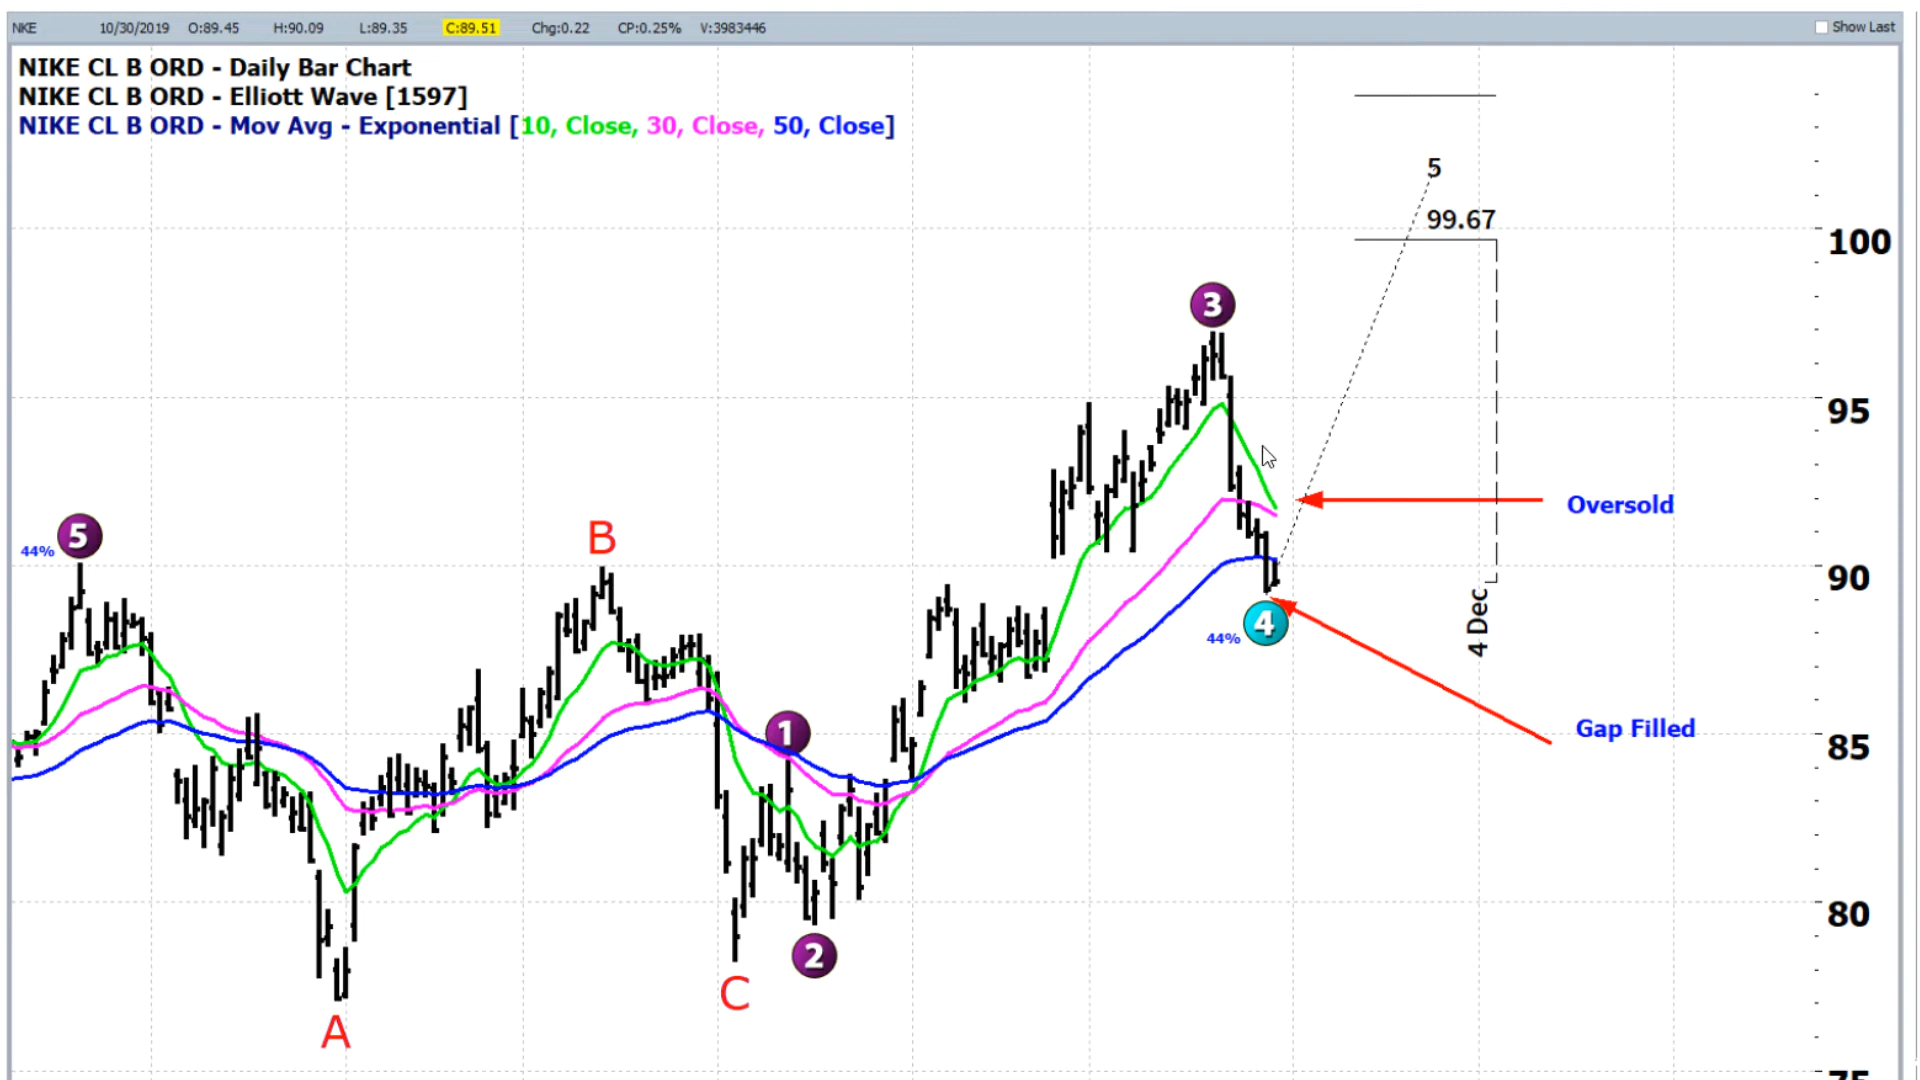 NKE 10/30/2019 O:89.45 H:90.09 L:89.35 C:89.51 Chg:0.22 CP:0.25% V:3983446 Show Last
NIKE CL B ORD - Daily Bar Chart
NIKE CL B ORD - Elliott Wave [1597]
NIKE CL B ORD - Mov Avg - Exponential [10, Close, 30, Close, 50, Close]
5
99.67
100
3
95
Oversold
5
B
44%
90
4 Dec
4
44%
1
Gap Filled
85
80
2
C
A
75